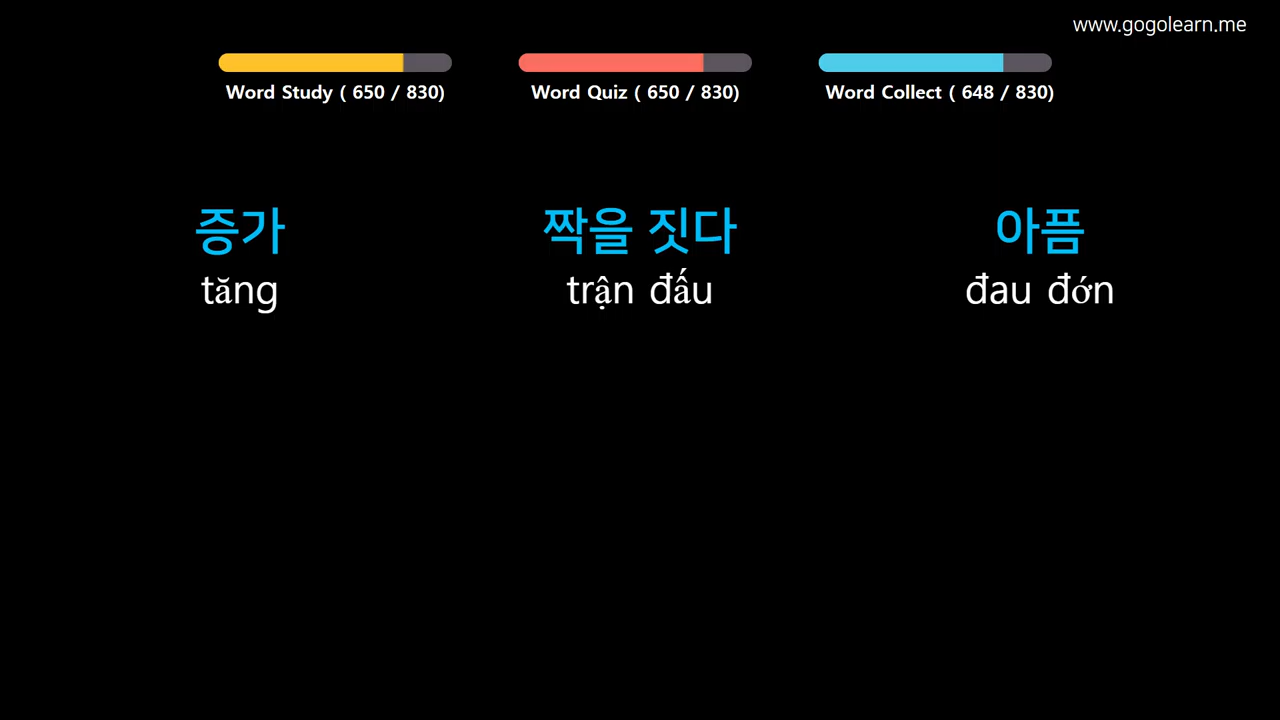 www.gogolearn.me
Word Study ( 650 / 830)
Word Quiz ( 650 / 830)
Word Collect ( 648 / 830)
증가
tăng
짝을 짓다
trận đấu
아픔
đau đớn